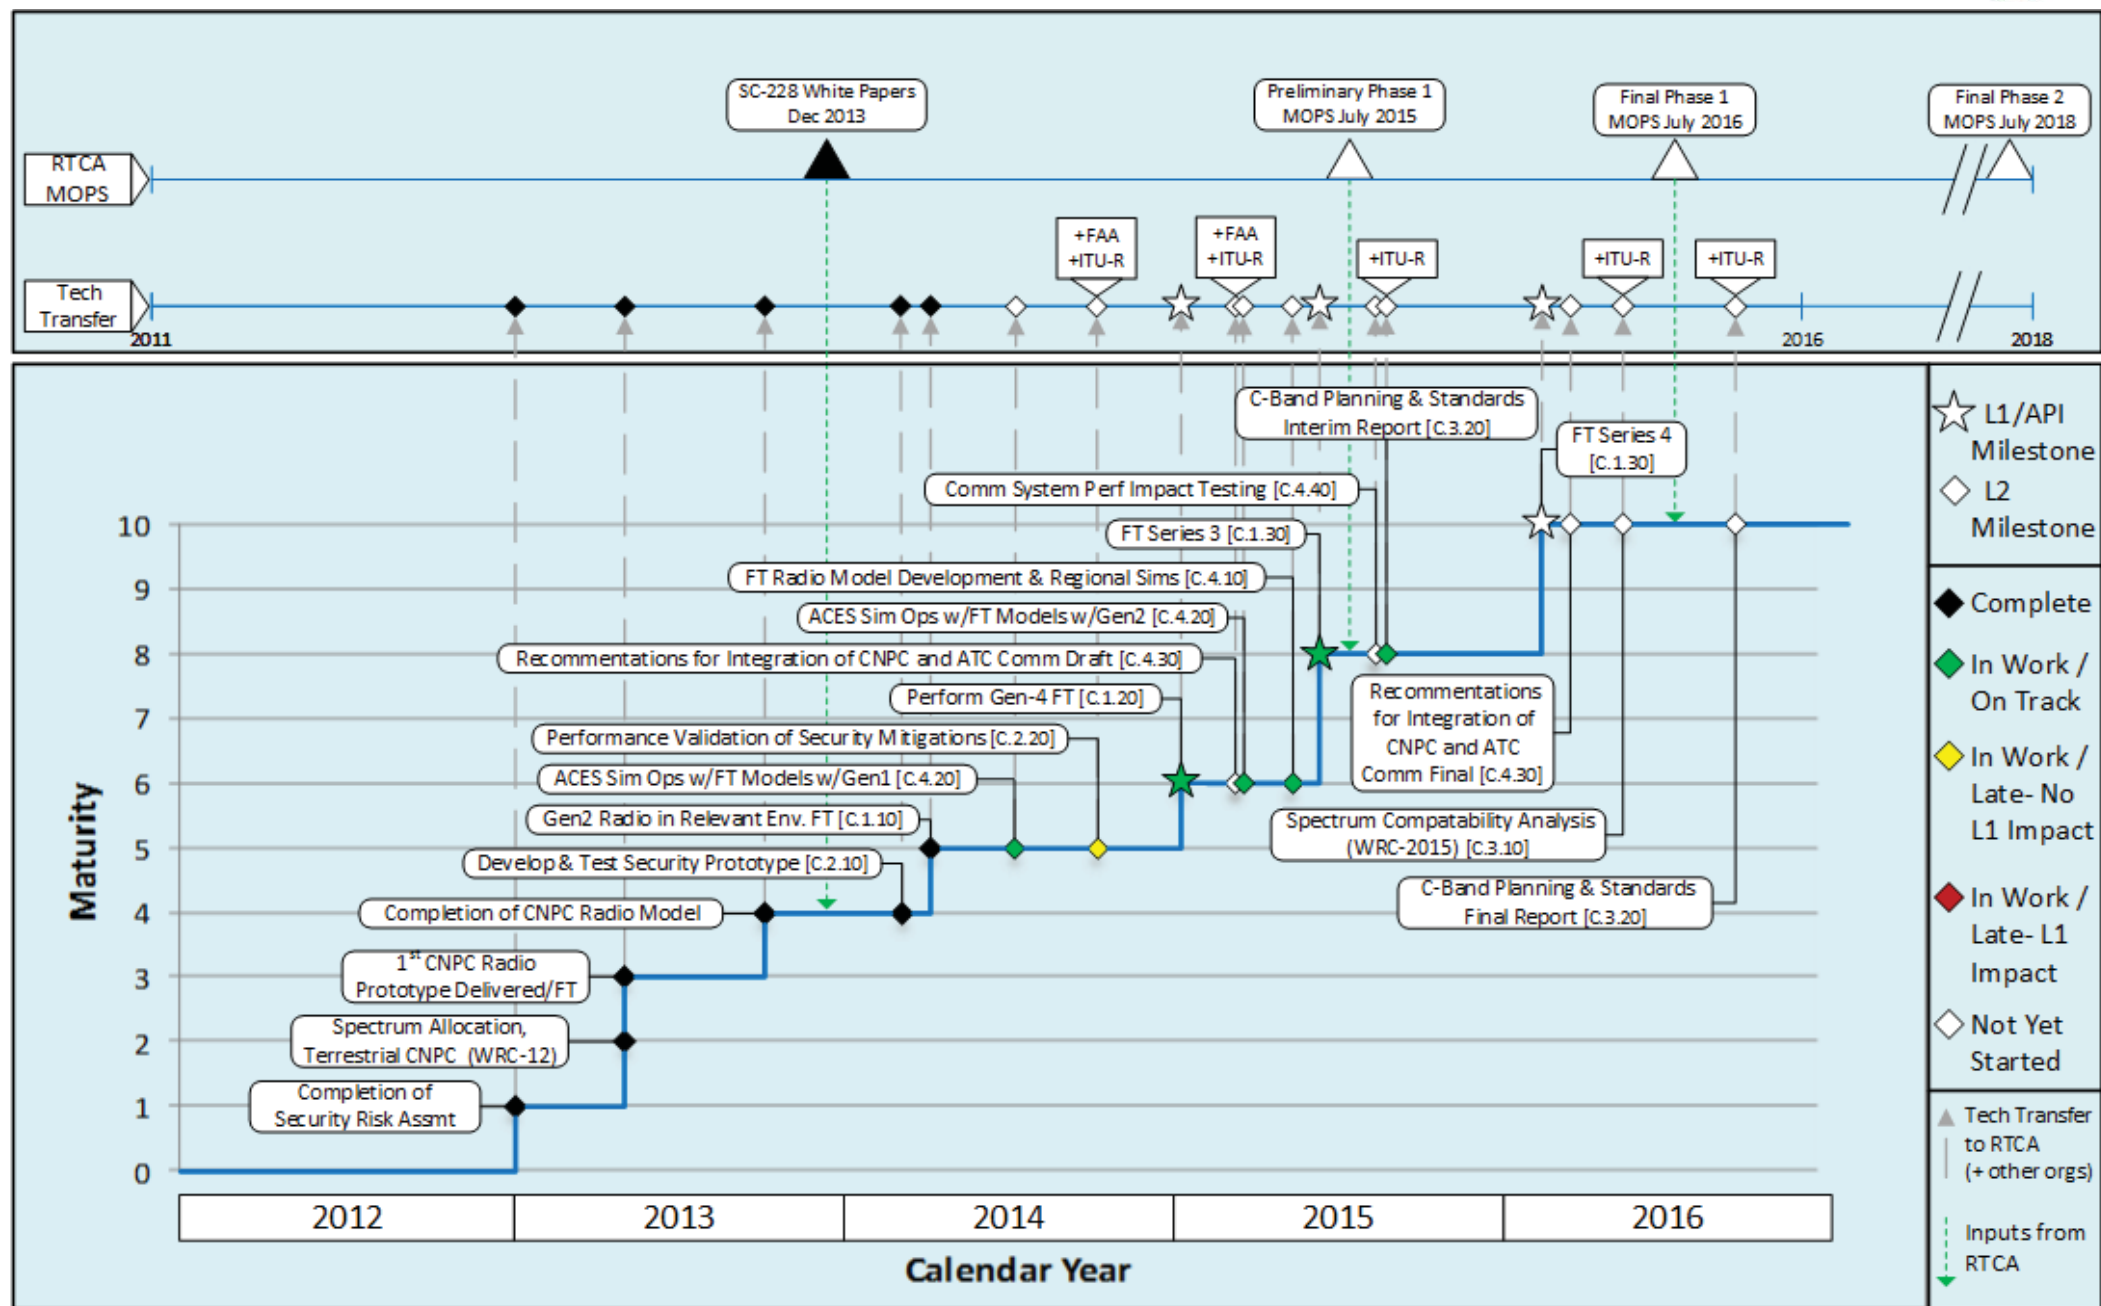 SC-228 White Papers
Dec 2013
Preliminary Phase 1
MOPS July 2015
Final Phase 1
MOPS July 2016
Final Phase 2
MOPS July 2018
RTCA
MOPS
+FAA
+ITU-R
+FAA
+ITU-R
+ITU-R
+ITU-R
+ITU-R
Tech
Transfer
2011
2016
2018
C-Band Planning & Standards
Interim Report [C.3.20]
FT Series 4
[C.1.30]
Comm System Perf Impact Testing [C.4.40]
FT Series 3 [C.1.30]
FT Radio Model Development & Regional Sims [C.4.10]
ACES Sim Ops w/FT Models w/Gen2 [C.4.20]
Recommentations for Integration of CNPC and ATC Comm Draft [C.4.30]
Perform Gen-4 FT [C.1.20]
Recommentations
for Integration of
CNPC and ATC
Comm Final [C.4.30]
Performance Validation of Security Mitigations [C.2.20]
ACES Sim Ops w/FT Models w/Gen1 [C.4.20]
Gen2 Radio in Relevant Env. FT [C.1.10]
Spectrum Compatability Analysis
(WRC-2015) [C.3.10]
Develop & Test Security Prototype [C.2.10]
C-Band Planning & Standards
Final Report [C.3.20]
Completion of CNPC Radio Model
1st CNPC Radio
Prototype Delivered/FT
Spectrum Allocation,
Terrestrial CNPC (WRC-12)
Completion of
Security Risk Assmt
Maturity
10
9
8
7
6
5
4
3
2
1
0
2012
2013
2014
2015
2016
Calendar Year
L1/API
Milestone
L2
Milestone
Complete
In Work /
On Track
In Work /
Late- No
L1 Impact
In Work /
Late- L1
Impact
Not Yet
Started
Tech Transfer
to RTCA
(+ other orgs)
Inputs from
RTCA